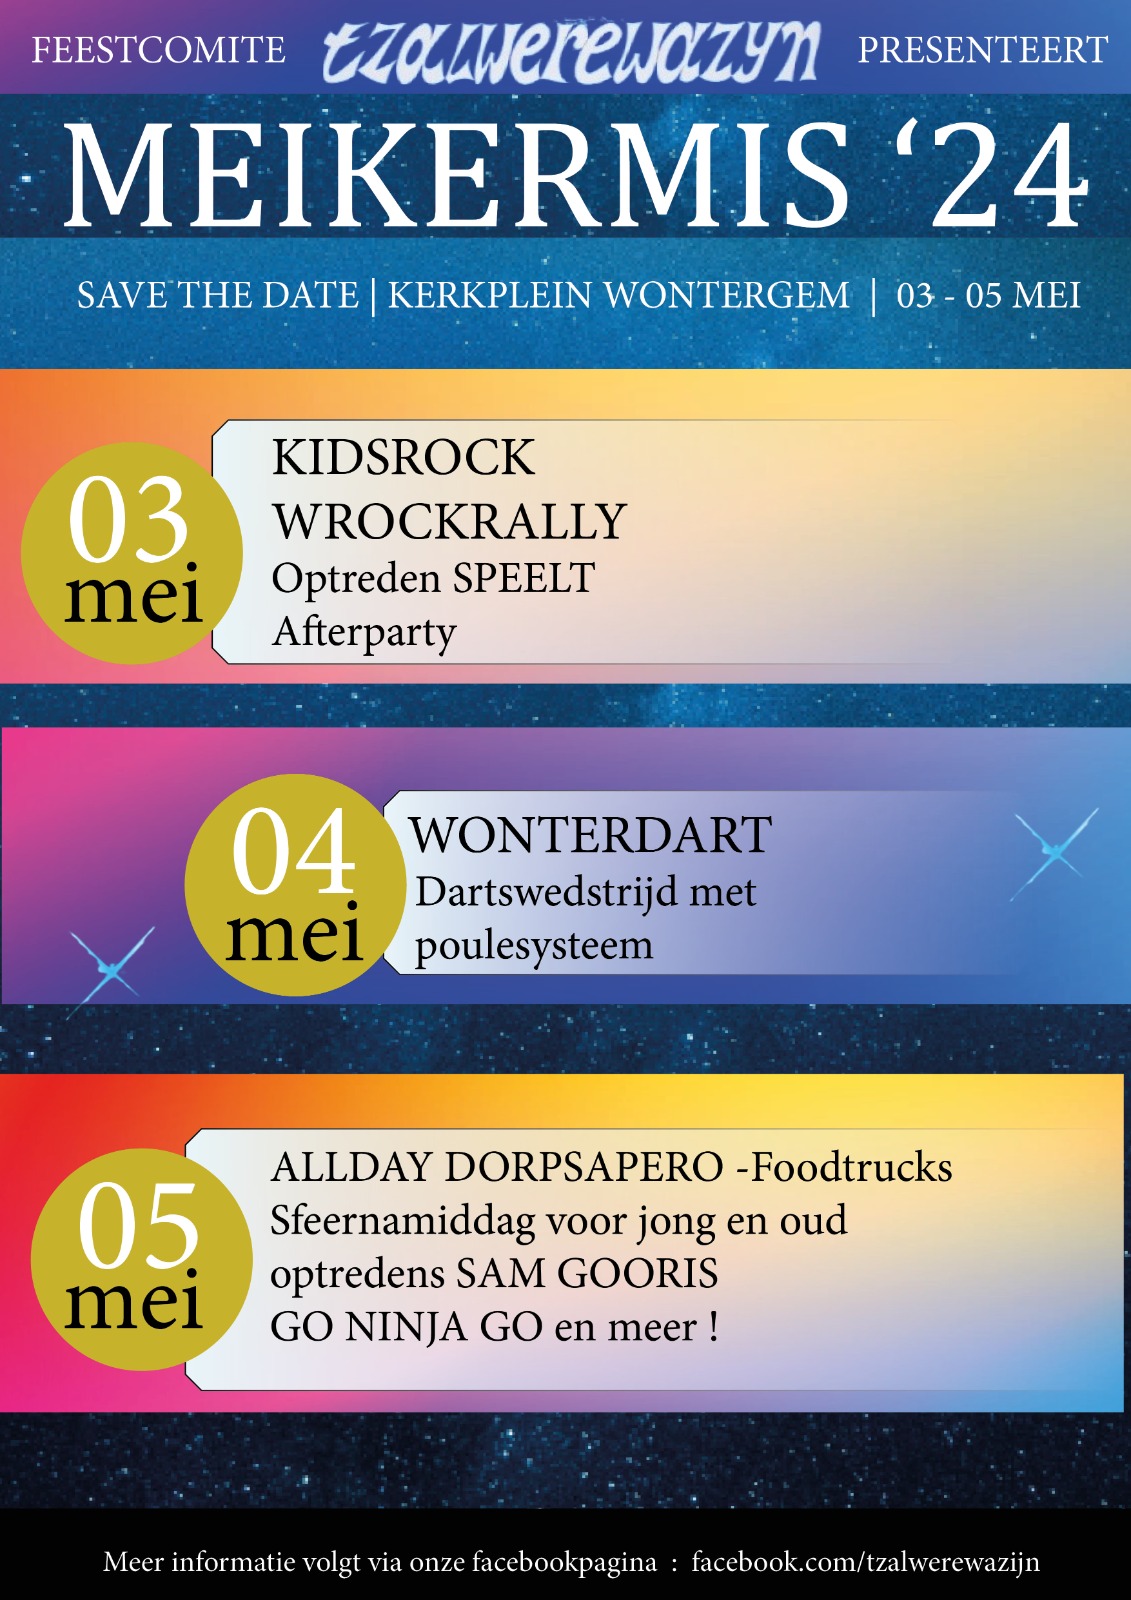 FEESTCOMITE tzalwerewazyn PRESENTEERT
MEIKERMIS ‘24
SAVE THE DATE | KERKPLEIN WONTERGEM | 03 - 05 MEI
03
mei
KIDSROCK
WROCKRALLY
Optreden SPEELT
Afterparty
04
mei
WONTERDART
Dartswedstrijd met
poulesysteem
05
mei
ALLDAY DORPSAPERO -Foodtrucks
Sfeernamiddag voor jong en oud
optredens SAM GOORIS
GO NINJA GO en meer !
Meer informatie volgt via onze facebookpagina : facebook.com/tzalwerewazijn